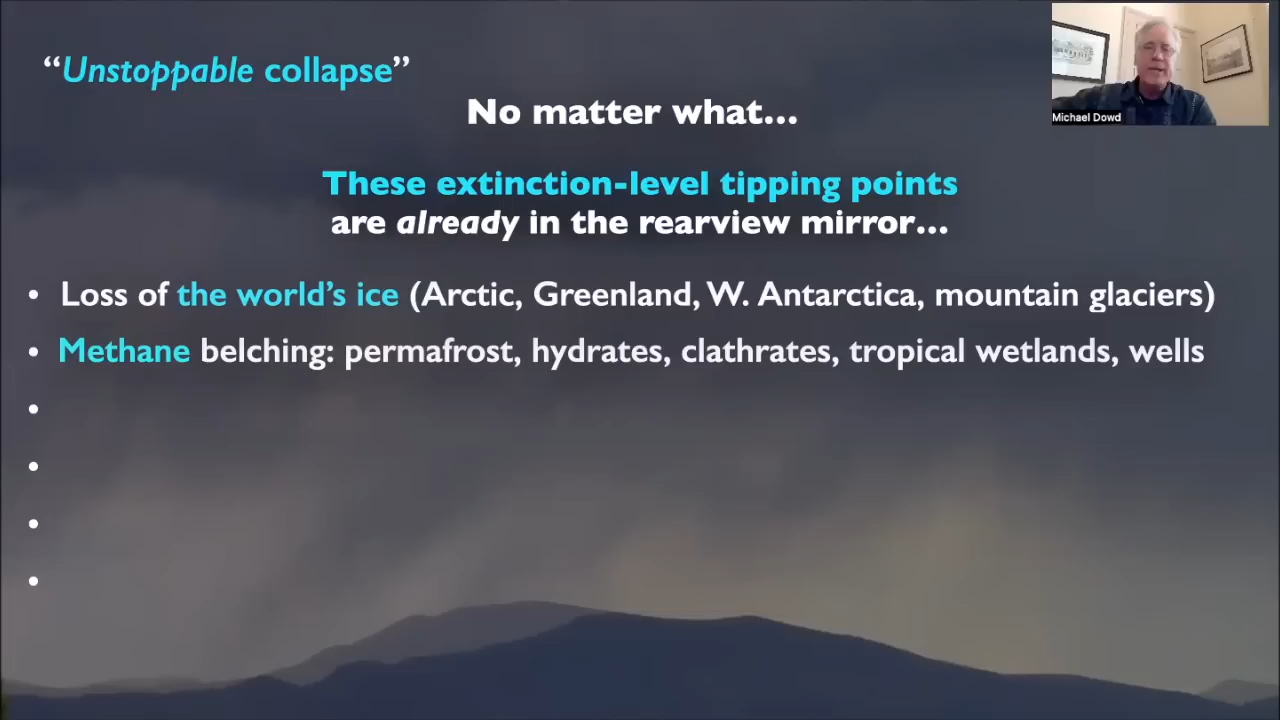 “Unstoppable collapse”
No matter what...
These extinction-level tipping points
are already in the rearview mirror...
• Loss of the world’s ice (Arctic, Greenland, W. Antarctica, mountain glaciers)
• Methane belching: permafrost, hydrates, clathrates, tropical wetlands, wells
•
•
•
•
Michael Dowd